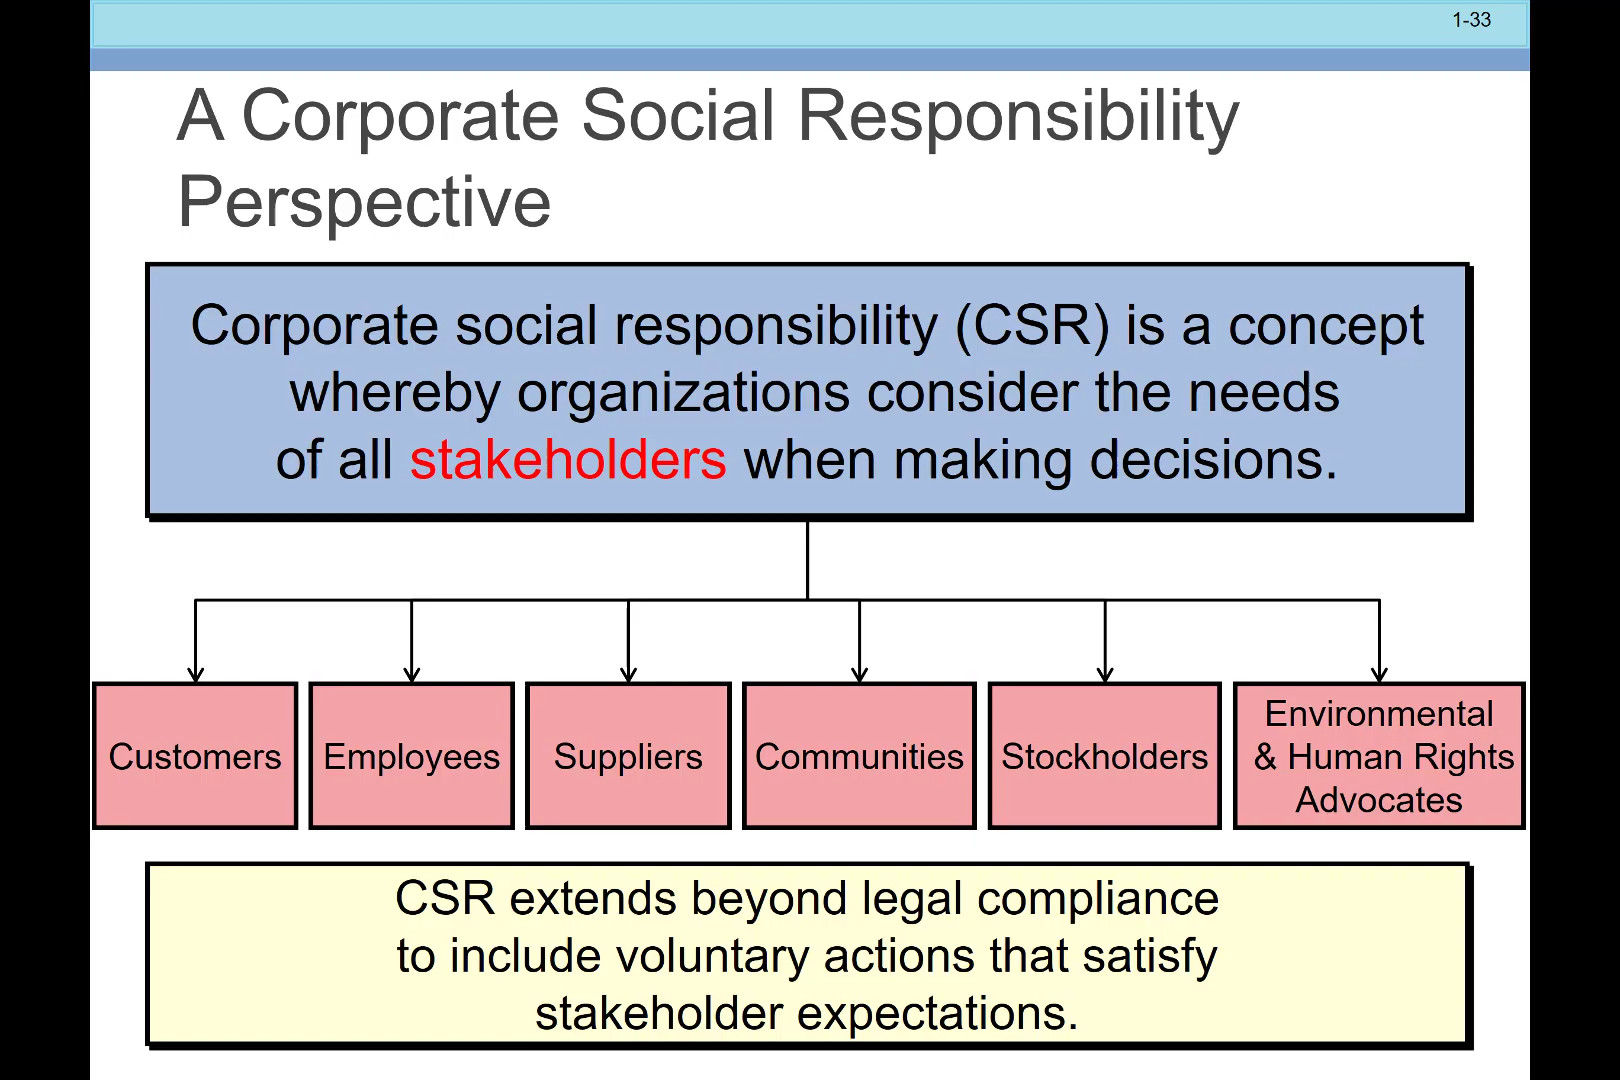 1-33
A Corporate Social Responsibility
Perspective
Corporate social responsibility (CSR) is a concept
whereby organizations consider the needs
of all stakeholders when making decisions.
Customers
Employees
Suppliers
Communities
Stockholders
Environmental
& Human Rights
Advocates
CSR extends beyond legal compliance
to include voluntary actions that satisfy
stakeholder expectations.